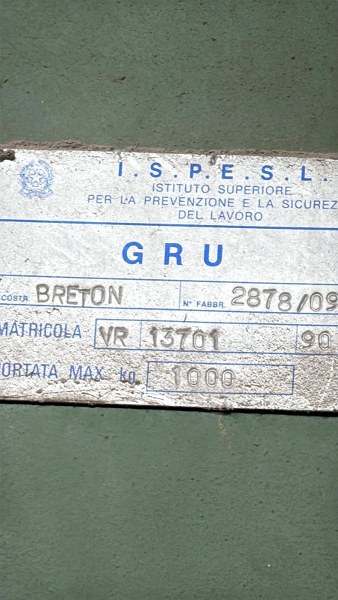 I.S.P.E.S.L.
ISTITUTO SUPERIORE
PER LA PREVENZIONE E LA SICUREZ
DEL LAVORO
GRU
COSTR. BRETON N° FABBR. 2878/09
MATRICOLA VR 13701 90
ORTATA MAX kg. 1000